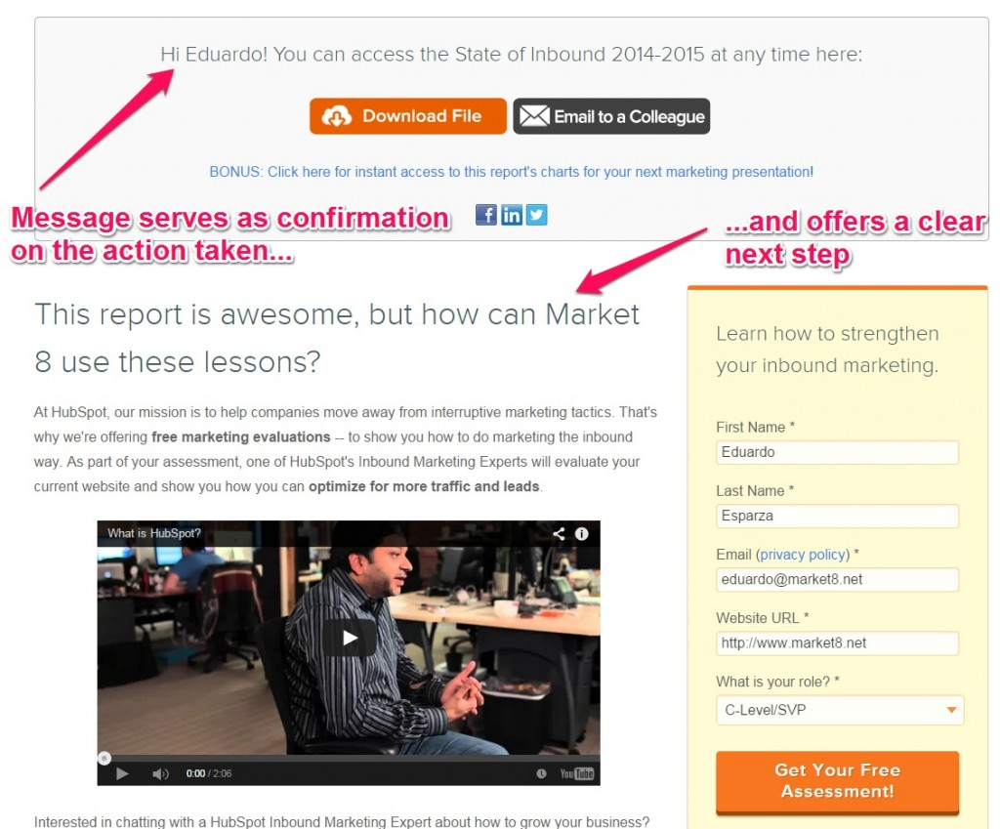 Hi Eduardo! You can access the State of Inbound 2014-2015 at any time here:
Download File
Email to a Colleague
BONUS: Click here for instant access to this report's charts for your next marketing presentation!
Message serves as confirmation
on the action taken...
...and offers a clear
next step
This report is awesome, but how can Market
8 use these lessons?
At HubSpot, our mission is to help companies move away from interruptive marketing tactics. That's
why we're offering free marketing evaluations -- to show you how to do marketing the inbound
way. As part of your assessment, one of HubSpot's Inbound Marketing Experts will evaluate your
current website and show you how you can optimize for more traffic and leads.
What is HubSpot?
0:00 / 2:06
YouTube
Interested in chatting with a HubSpot Inbound Marketing Expert about how to grow your business?
Learn how to strengthen
your inbound marketing.
First Name *
Eduardo
Last Name *
Esparza
Email (privacy policy) *
eduardo@market8.net
Website URL *
http://www.market8.net
What is your role? *
C-Level/SVP
Get Your Free
Assessment!